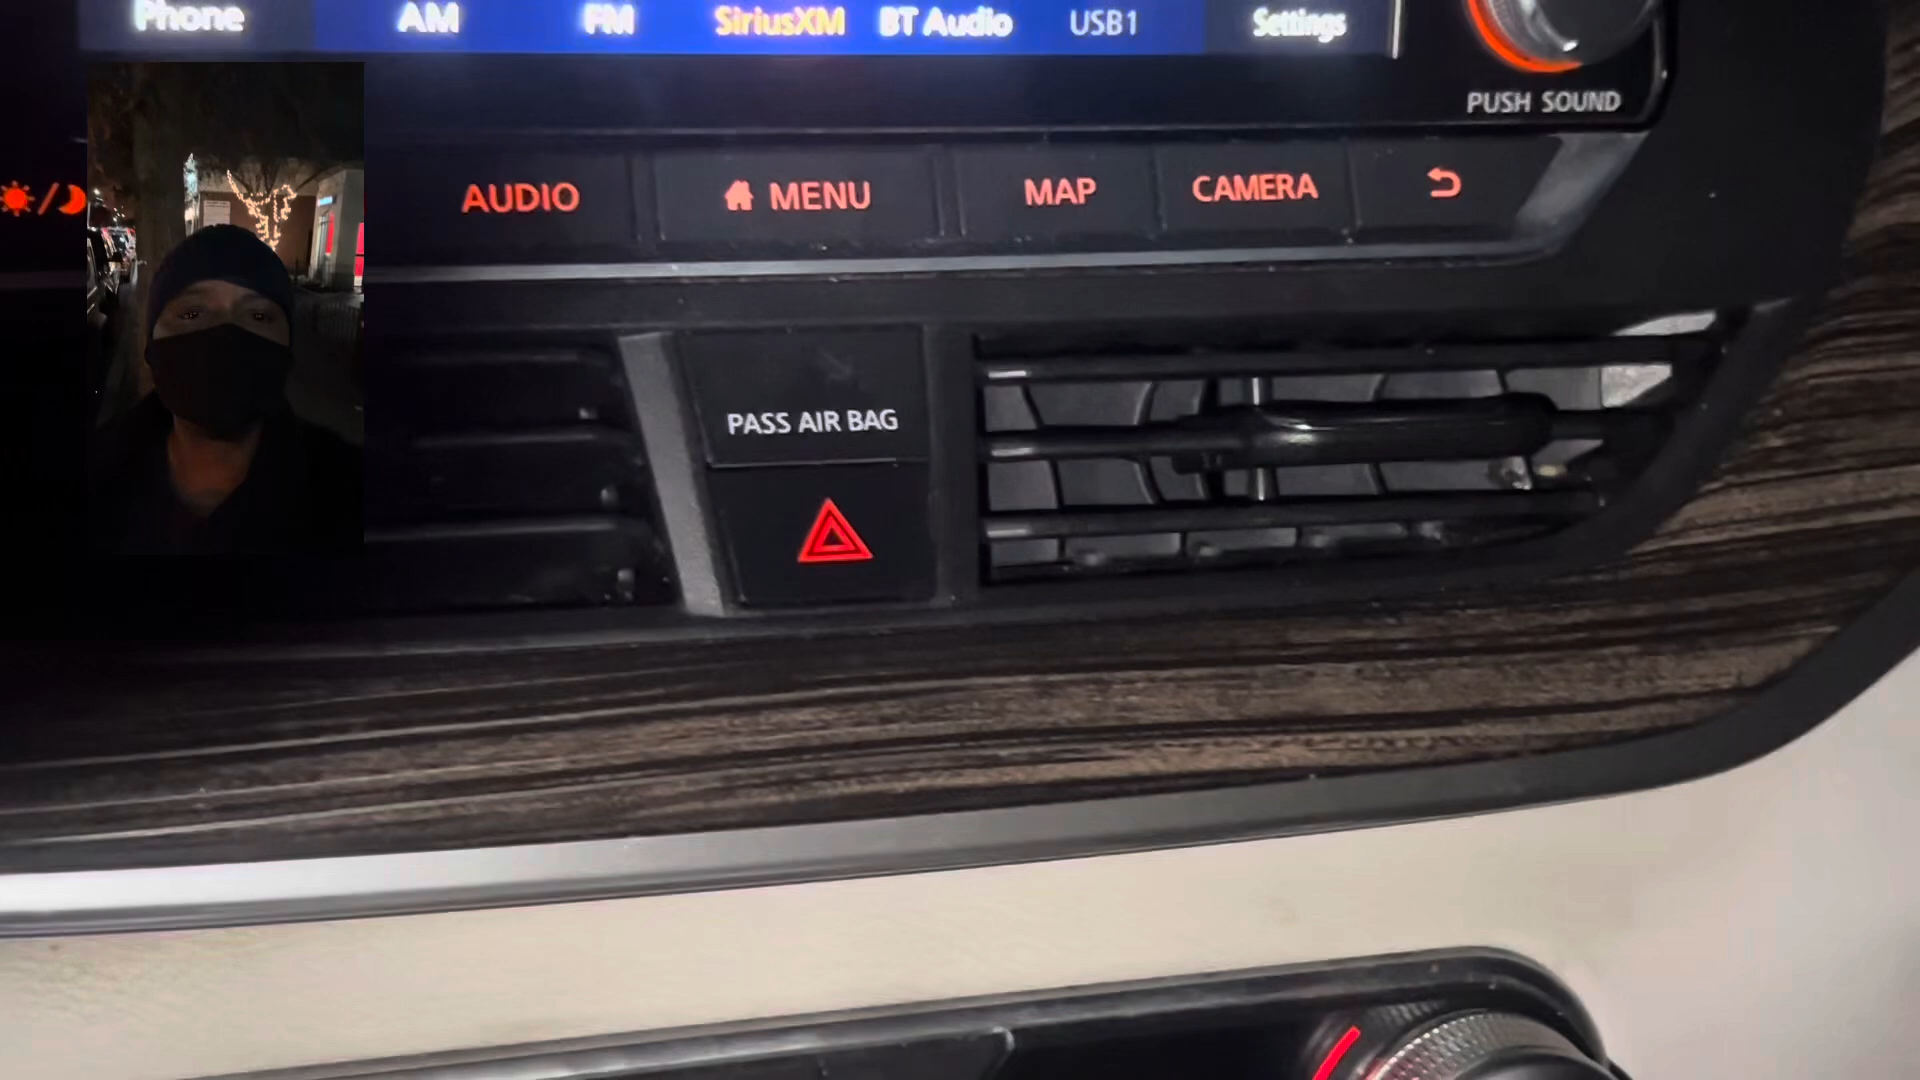 Phone AM FM SiriusXM BT Audio USB1 Settings
PUSH SOUND
AUDIO MENU MAP CAMERA
PASS AIR BAG